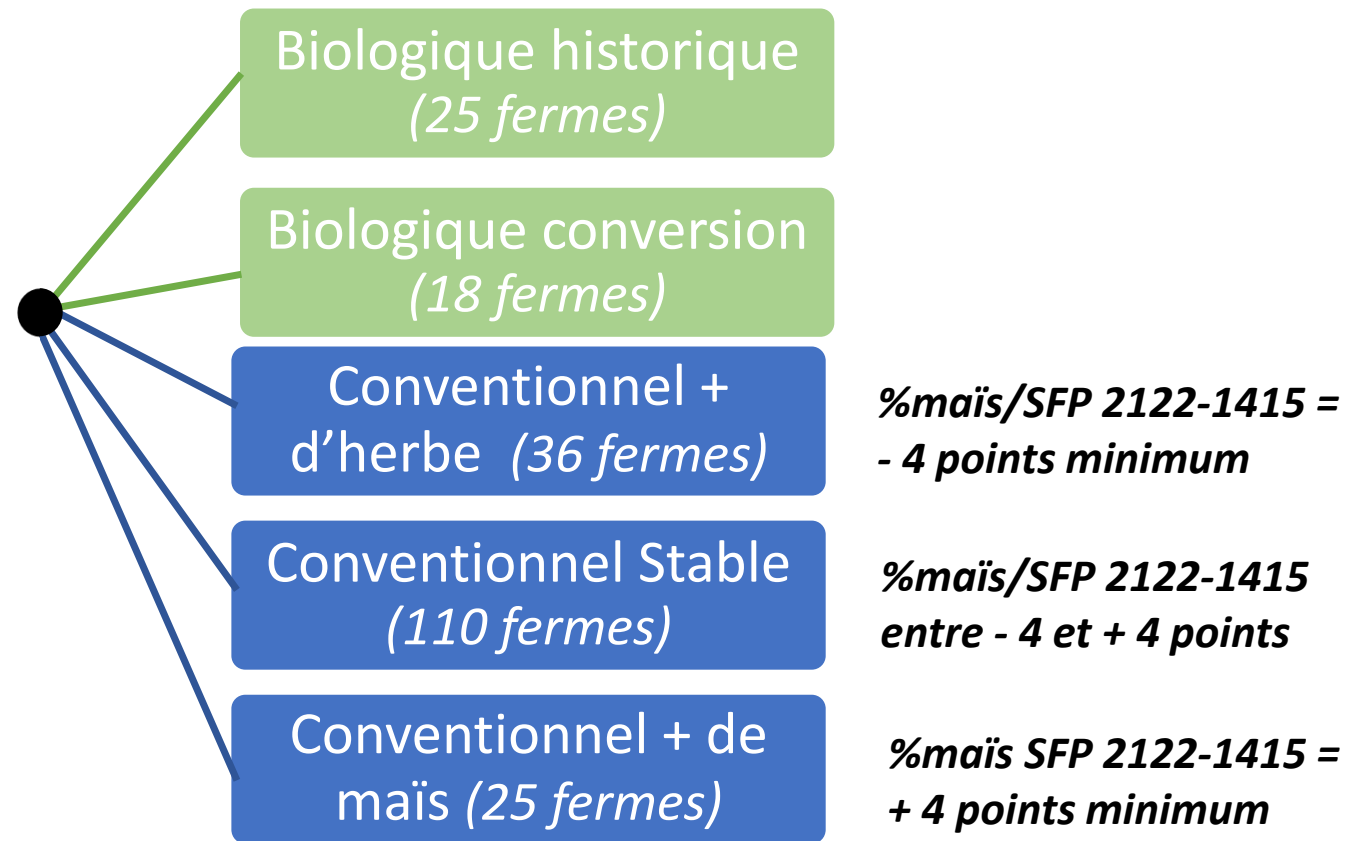 Biologique historique
(25 fermes)
Biologique conversion
(18 fermes)
Conventionnel +
d’herbe (36 fermes)
%maïs/SFP 2122-1415 =
- 4 points minimum
Conventionnel Stable
(110 fermes)
%maïs/SFP 2122-1415
entre - 4 et + 4 points
Conventionnel + de
maïs (25 fermes)
%maïs SFP 2122-1415 =
+ 4 points minimum